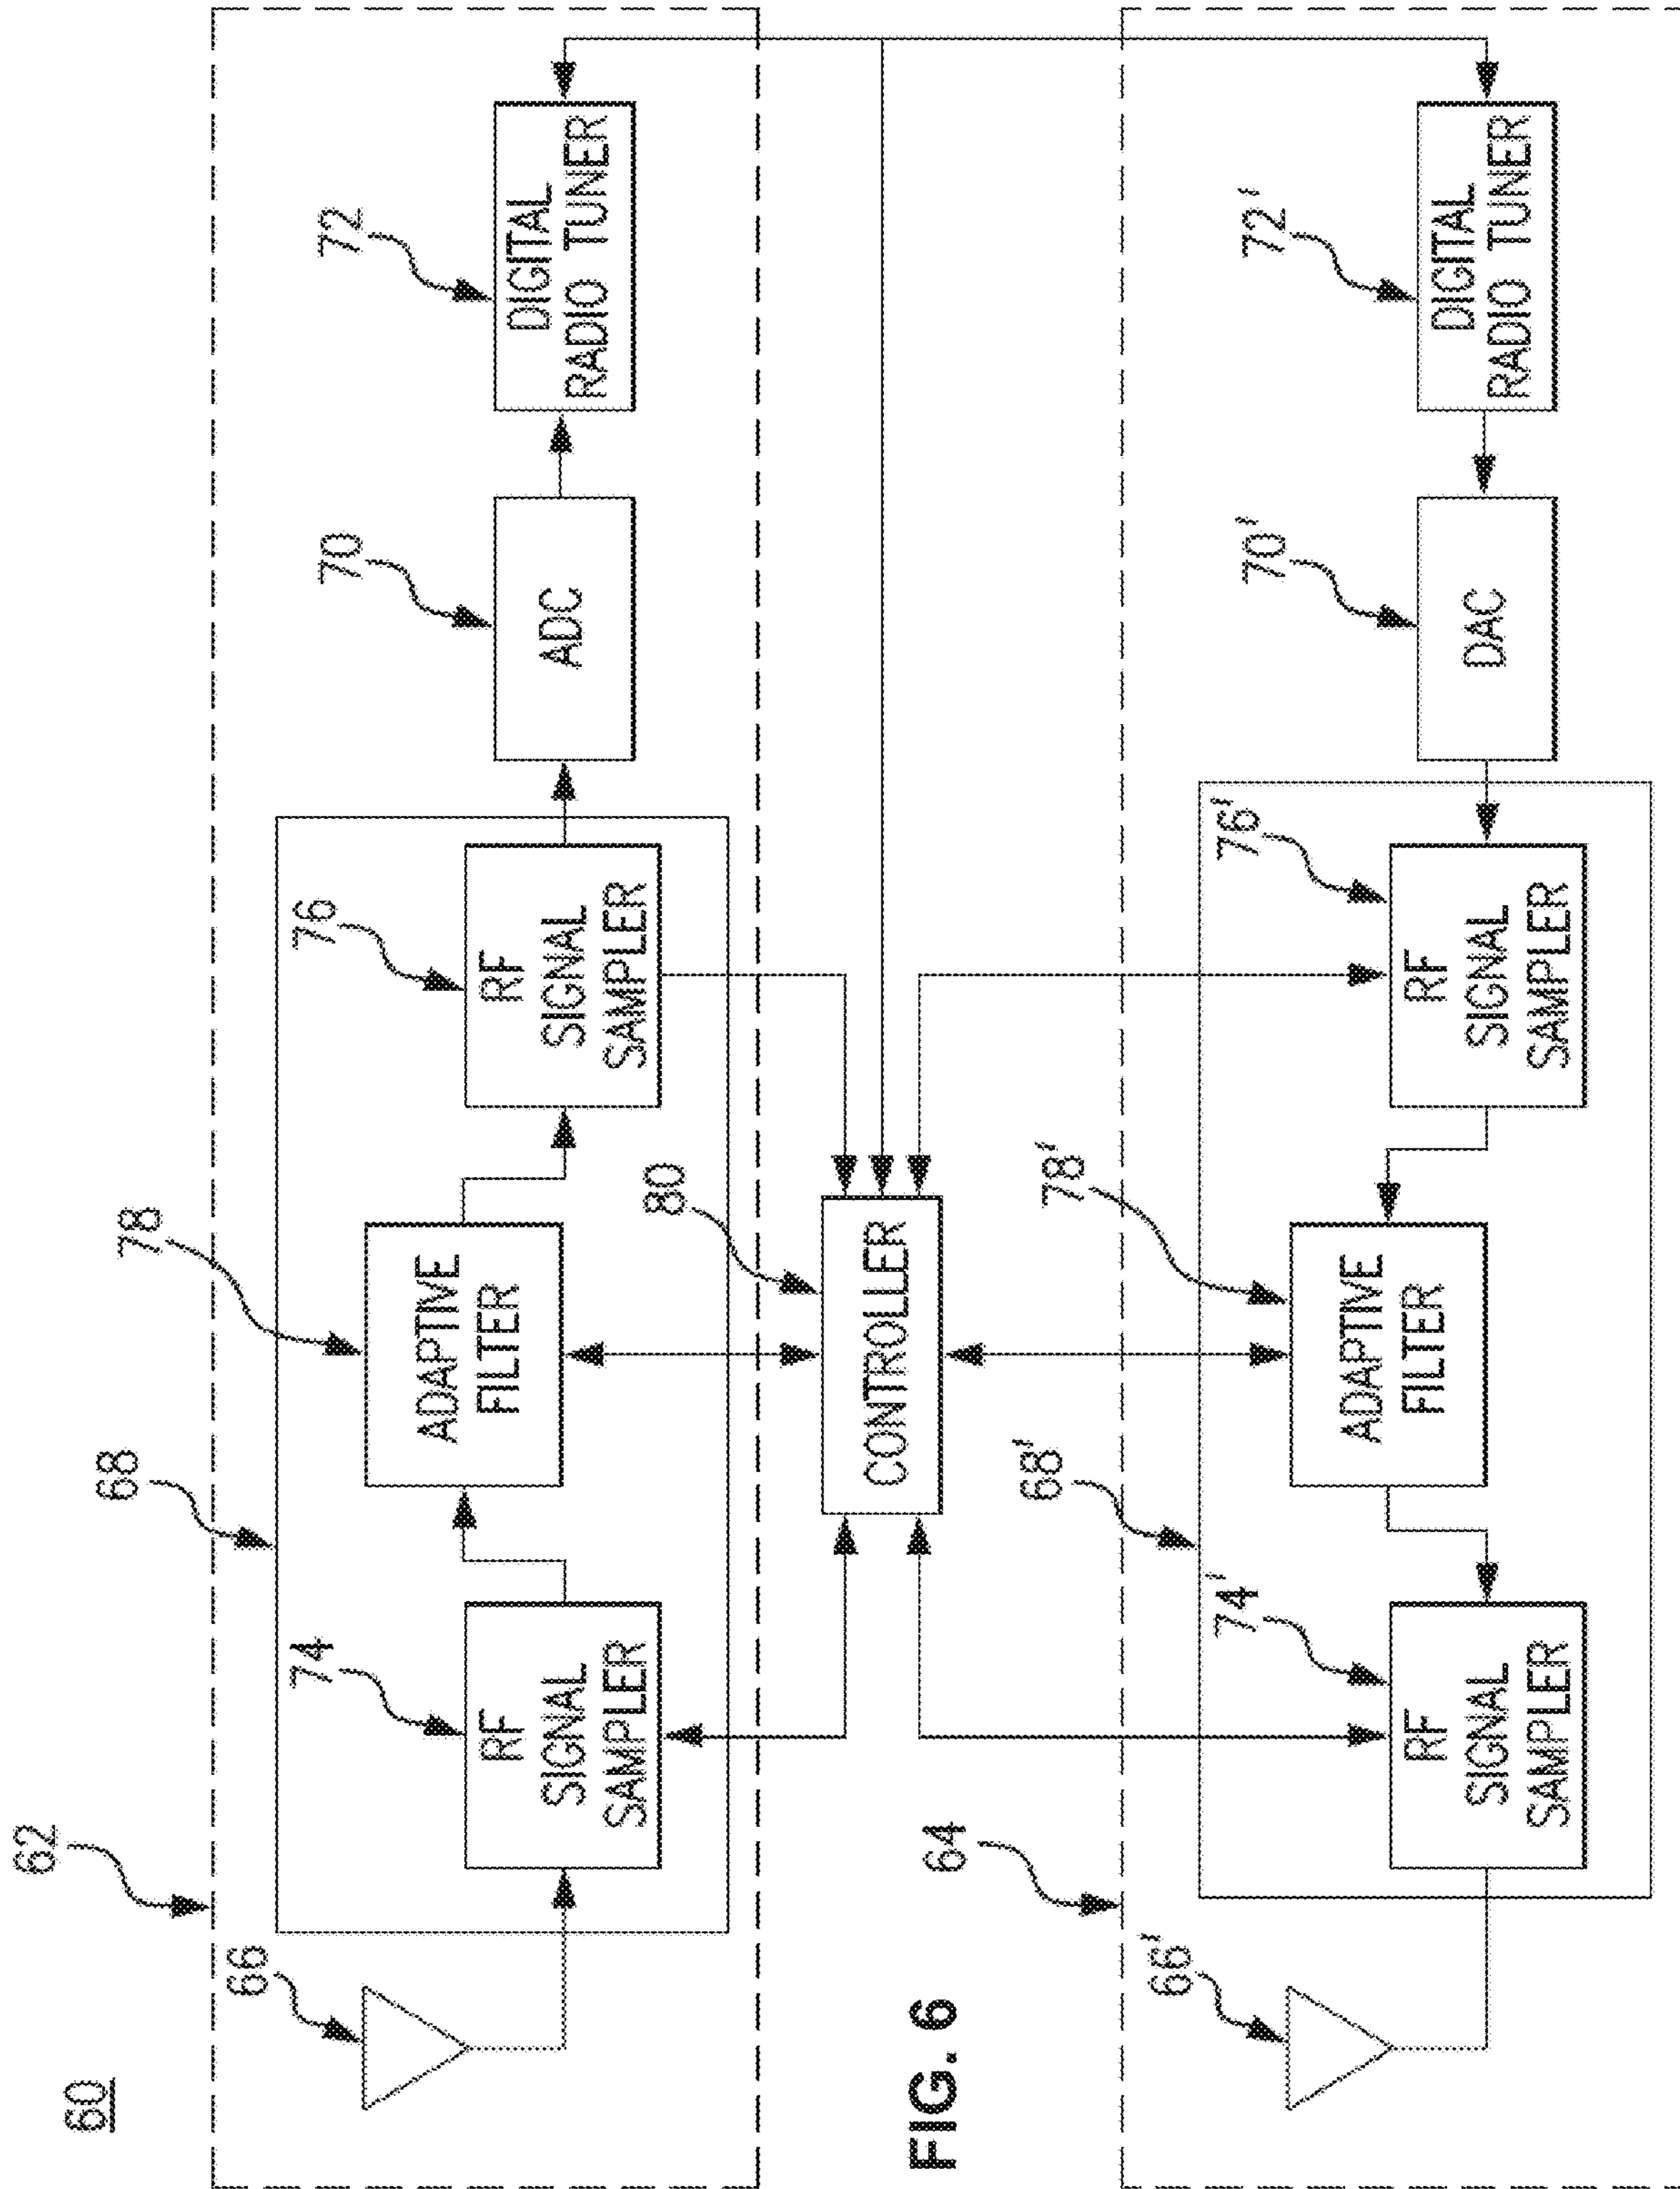 60
62
66
68
74
RF
SIGNAL
SAMPLER
78
ADAPTIVE
FILTER
76
RF
SIGNAL
SAMPLER
70
ADC
72
DIGITAL
RADIO TUNER
80
CONTROLLER
FIG. 6
64
66'
68'
74'
RF
SIGNAL
SAMPLER
78'
ADAPTIVE
FILTER
76'
RF
SIGNAL
SAMPLER
70'
DAC
72'
DIGITAL
RADIO TUNER